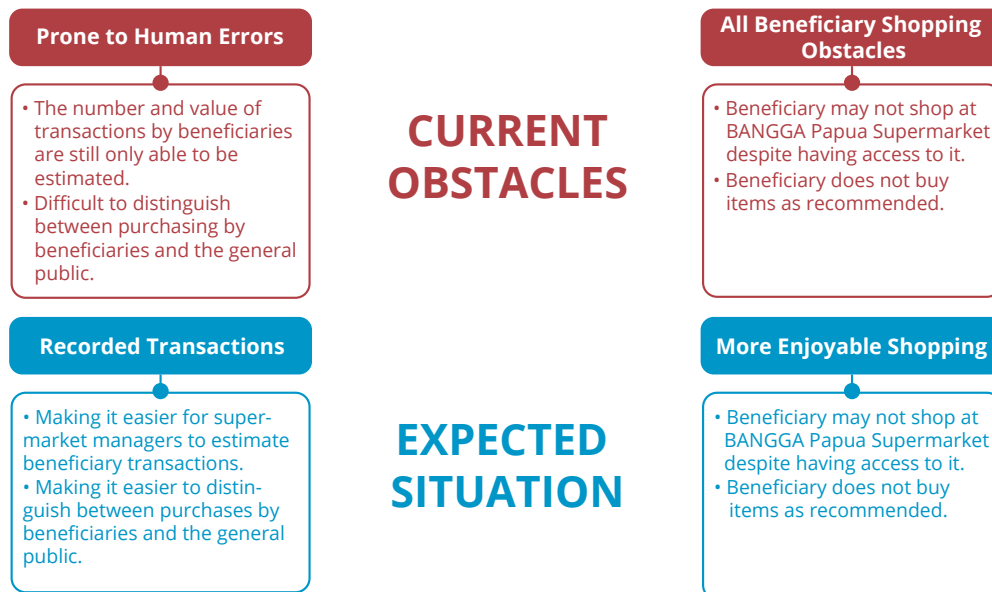 Prone to Human Errors
• The number and value of
transactions by beneficiaries
are still only able to be
estimated.
• Difficult to distinguish
between purchasing by
beneficiaries and the general
public.
CURRENT
OBSTACLES
All Beneficiary Shopping
Obstacles
• Beneficiary may not shop at
BANGGA Papua Supermarket
despite having access to it.
• Beneficiary does not buy
items as recommended.
Recorded Transactions
• Making it easier for super-
market managers to estimate
beneficiary transactions.
• Making it easier to distin-
guish between purchases by
beneficiaries and the general
public.
EXPECTED
SITUATION
More Enjoyable Shopping
• Beneficiary may not shop at
BANGGA Papua Supermarket
despite having access to it.
• Beneficiary does not buy
items as recommended.